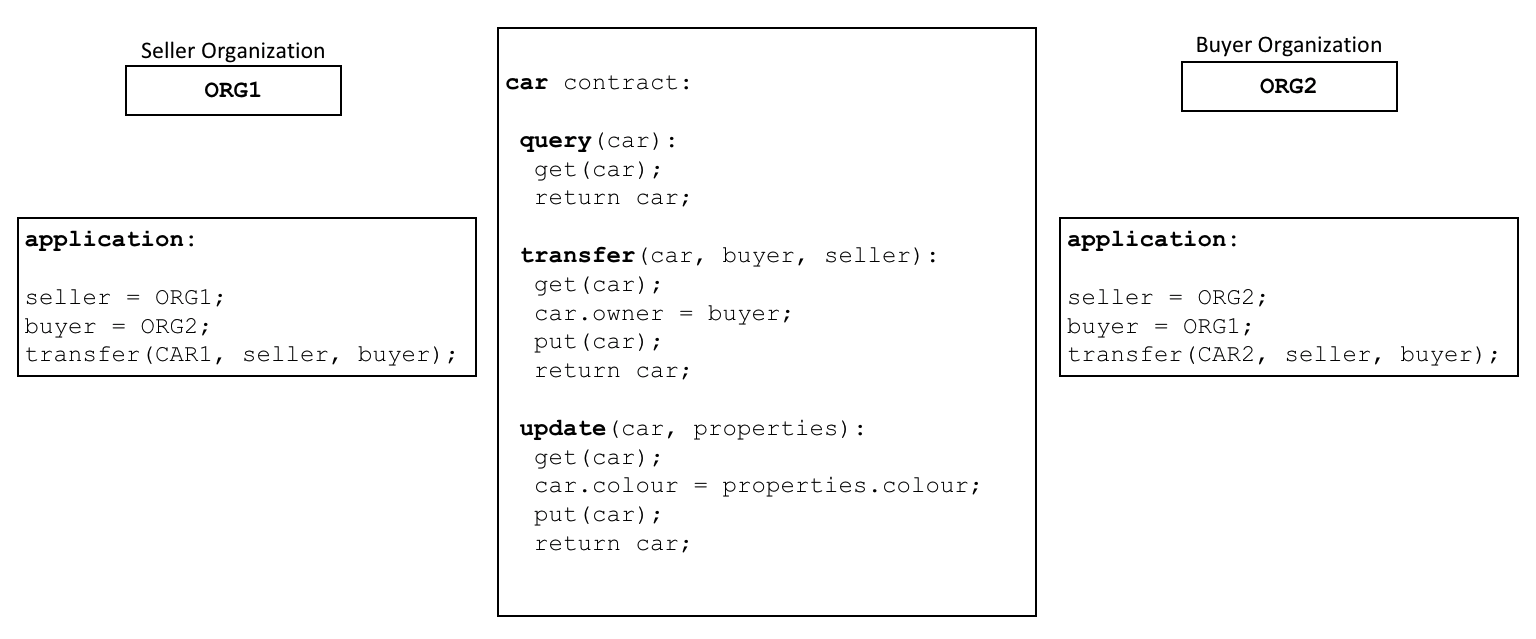 Seller Organization
ORG1
application:
seller = ORG1;
buyer = ORG2;
transfer(CAR1, seller, buyer);
car contract:
query(car):
get(car);
return car;
transfer(car, buyer, seller):
get(car);
car.owner = buyer;
put(car);
return car;
update(car, properties):
get(car);
car.colour = properties.colour;
put(car);
return car;
Buyer Organization
ORG2
application:
seller = ORG2;
buyer = ORG1;
transfer(CAR2, seller, buyer);